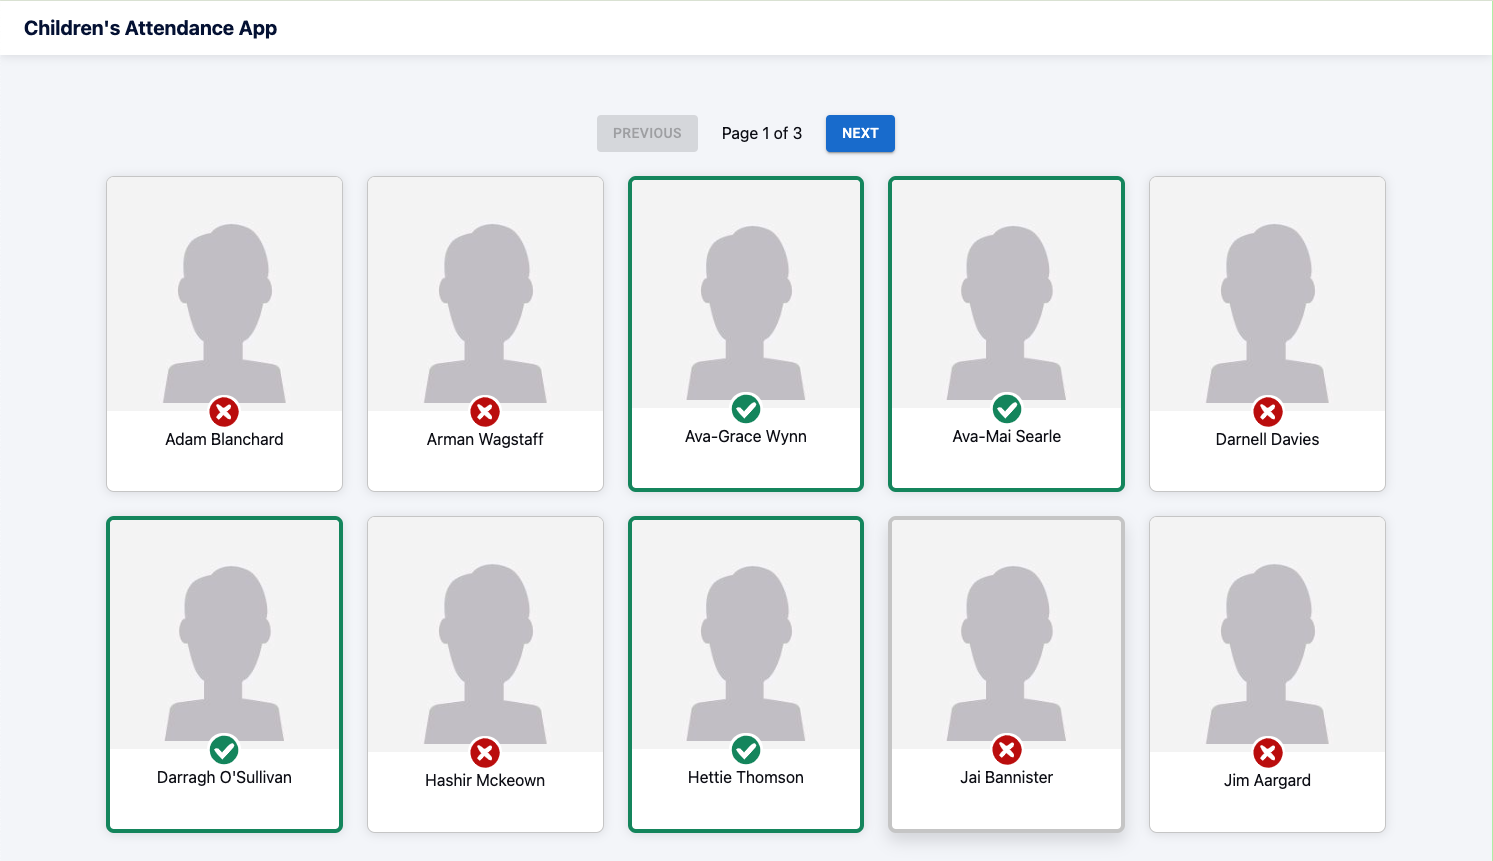 Children's Attendance App
PREVIOUS Page 1 of 3 NEXT
Adam Blanchard
Arman Wagstaff
Ava-Grace Wynn
Ava-Mai Searle
Darnell Davies
Darragh O'Sullivan
Hashir Mckeown
Hettie Thomson
Jai Bannister
Jim Aargard